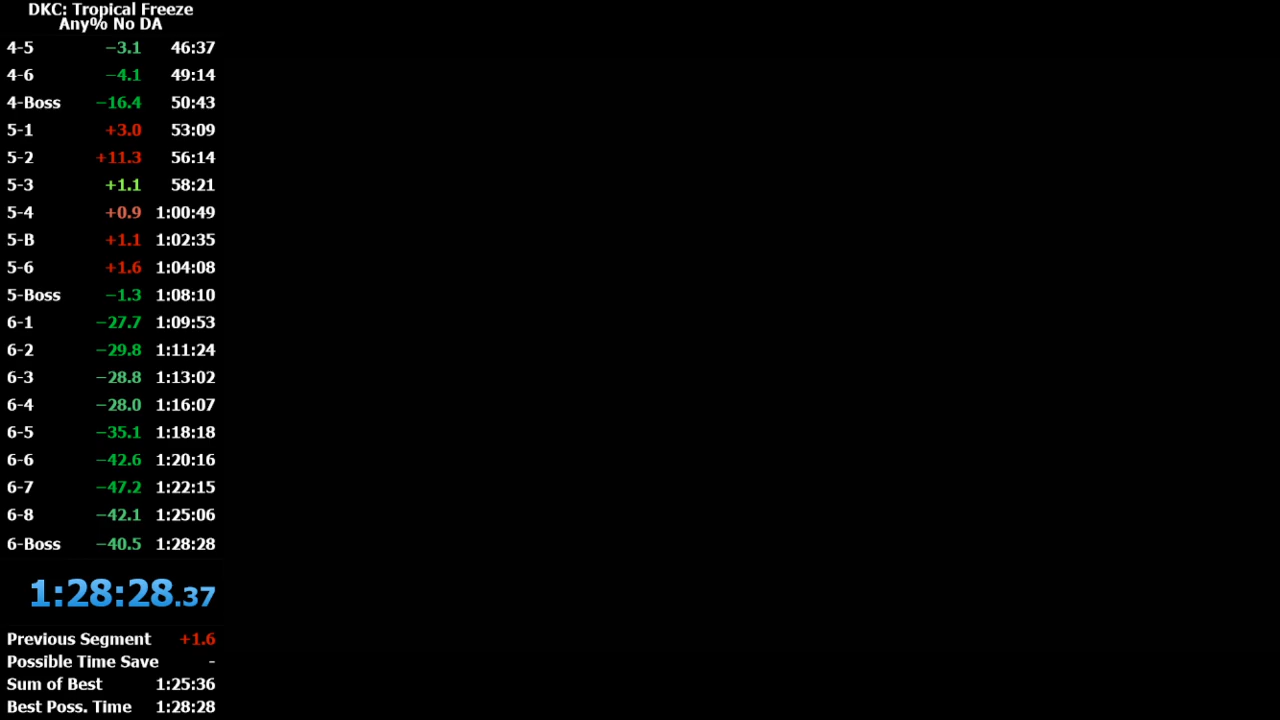 DKC: Tropical Freeze
Any% No DA
4-5 −3.1 46:37
4-6 −4.1 49:14
4-Boss −16.4 50:43
5-1 +3.0 53:09
5-2 +11.3 56:14
5-3 +1.1 58:21
5-4 +0.9 1:00:49
5-B +1.1 1:02:35
5-6 +1.6 1:04:08
5-Boss −1.3 1:08:10
6-1 −27.7 1:09:53
6-2 −29.8 1:11:24
6-3 −28.8 1:13:02
6-4 −28.0 1:16:07
6-5 −35.1 1:18:18
6-6 −42.6 1:20:16
6-7 −47.2 1:22:15
6-8 −42.1 1:25:06
6-Boss −40.5 1:28:28
1:28:28.37
Previous Segment +1.6
Possible Time Save -
Sum of Best 1:25:36
Best Poss. Time 1:28:28